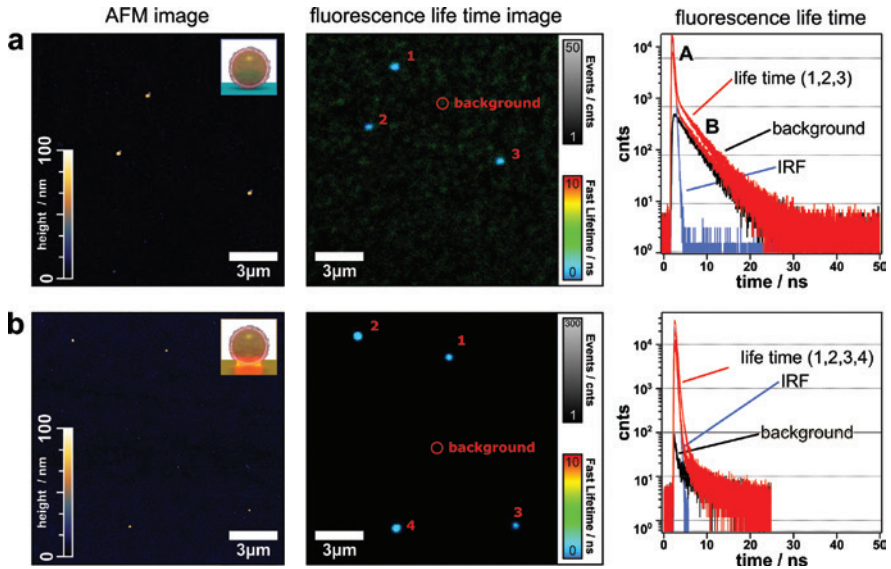 AFM image
fluorescence life time image
fluorescence life time
a
100
height / nm
0
3µm
1
2
3
background
3µm
50
Events / cnts
1
10
Fast Lifetime / ns
0
A
B
life time (1,2,3)
background
IRF
cnts
10⁴
10³
10²
10¹
10⁰
0 10 20 30 40 50
time / ns
b
100
height / nm
0
3µm
2
1
background
4
3
3µm
300
Events / cnts
1
10
Fast Lifetime / ns
0
life time (1,2,3,4)
IRF
background
cnts
10⁴
10³
10²
10¹
10⁰
0 10 20 30 40 50
time / ns